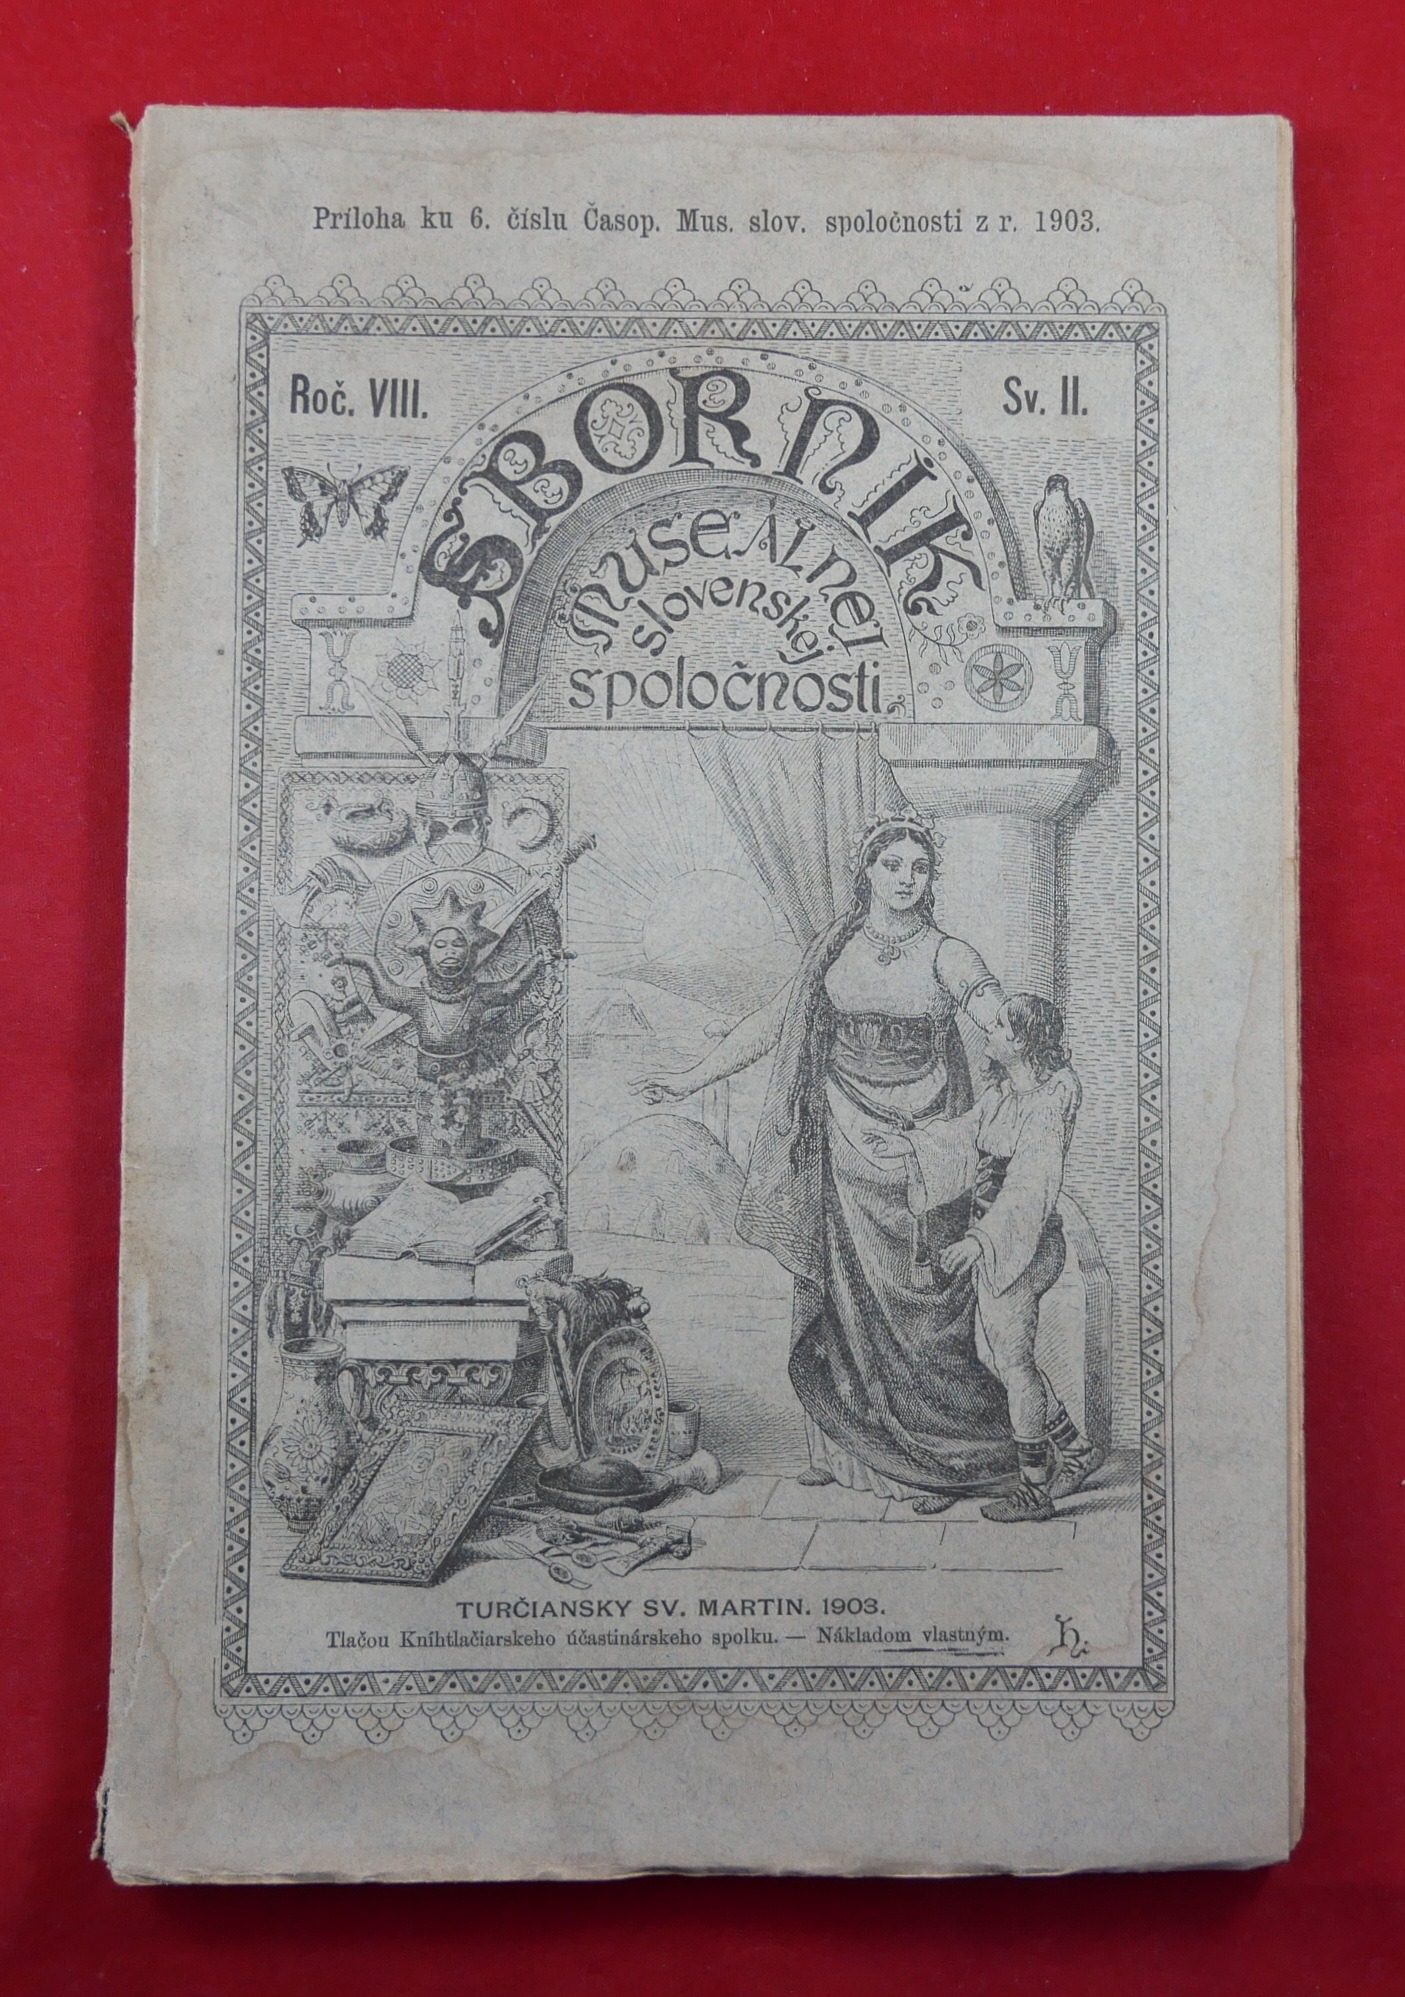 Príloha ku 6. číslu Časop. Mus. slov. spoločnosti z r. 1903.
Roč. VIII.
Sv. II.
SBORNÍK
MUSEÁLNEJ
slovenskej
spoločnosti
TURČIANSKY SV. MARTIN. 1903.
Tlačou Kníhtlačiarskeho účastinárskeho spolku. — Nákladom vlastným.
h.